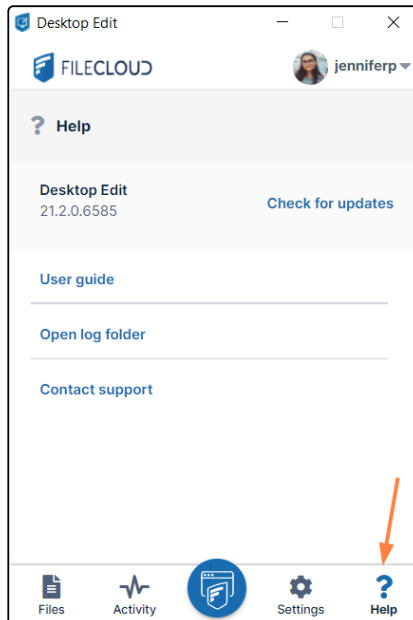 Desktop Edit
FILECLOUD
jenniferp
? Help
Desktop Edit
21.2.0.6585
Check for updates
User guide
Open log folder
Contact support
Files
Activity
Settings
?
Help